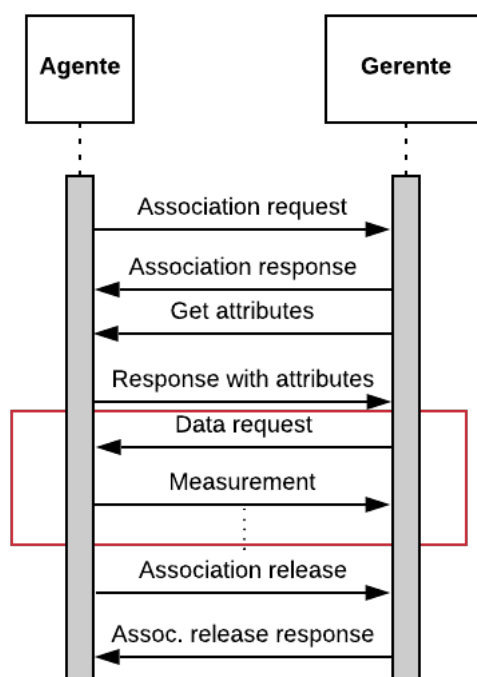 Agente
Gerente
Association request
Association response
Get attributes
Response with attributes
Data request
Measurement
Association release
Assoc. release response